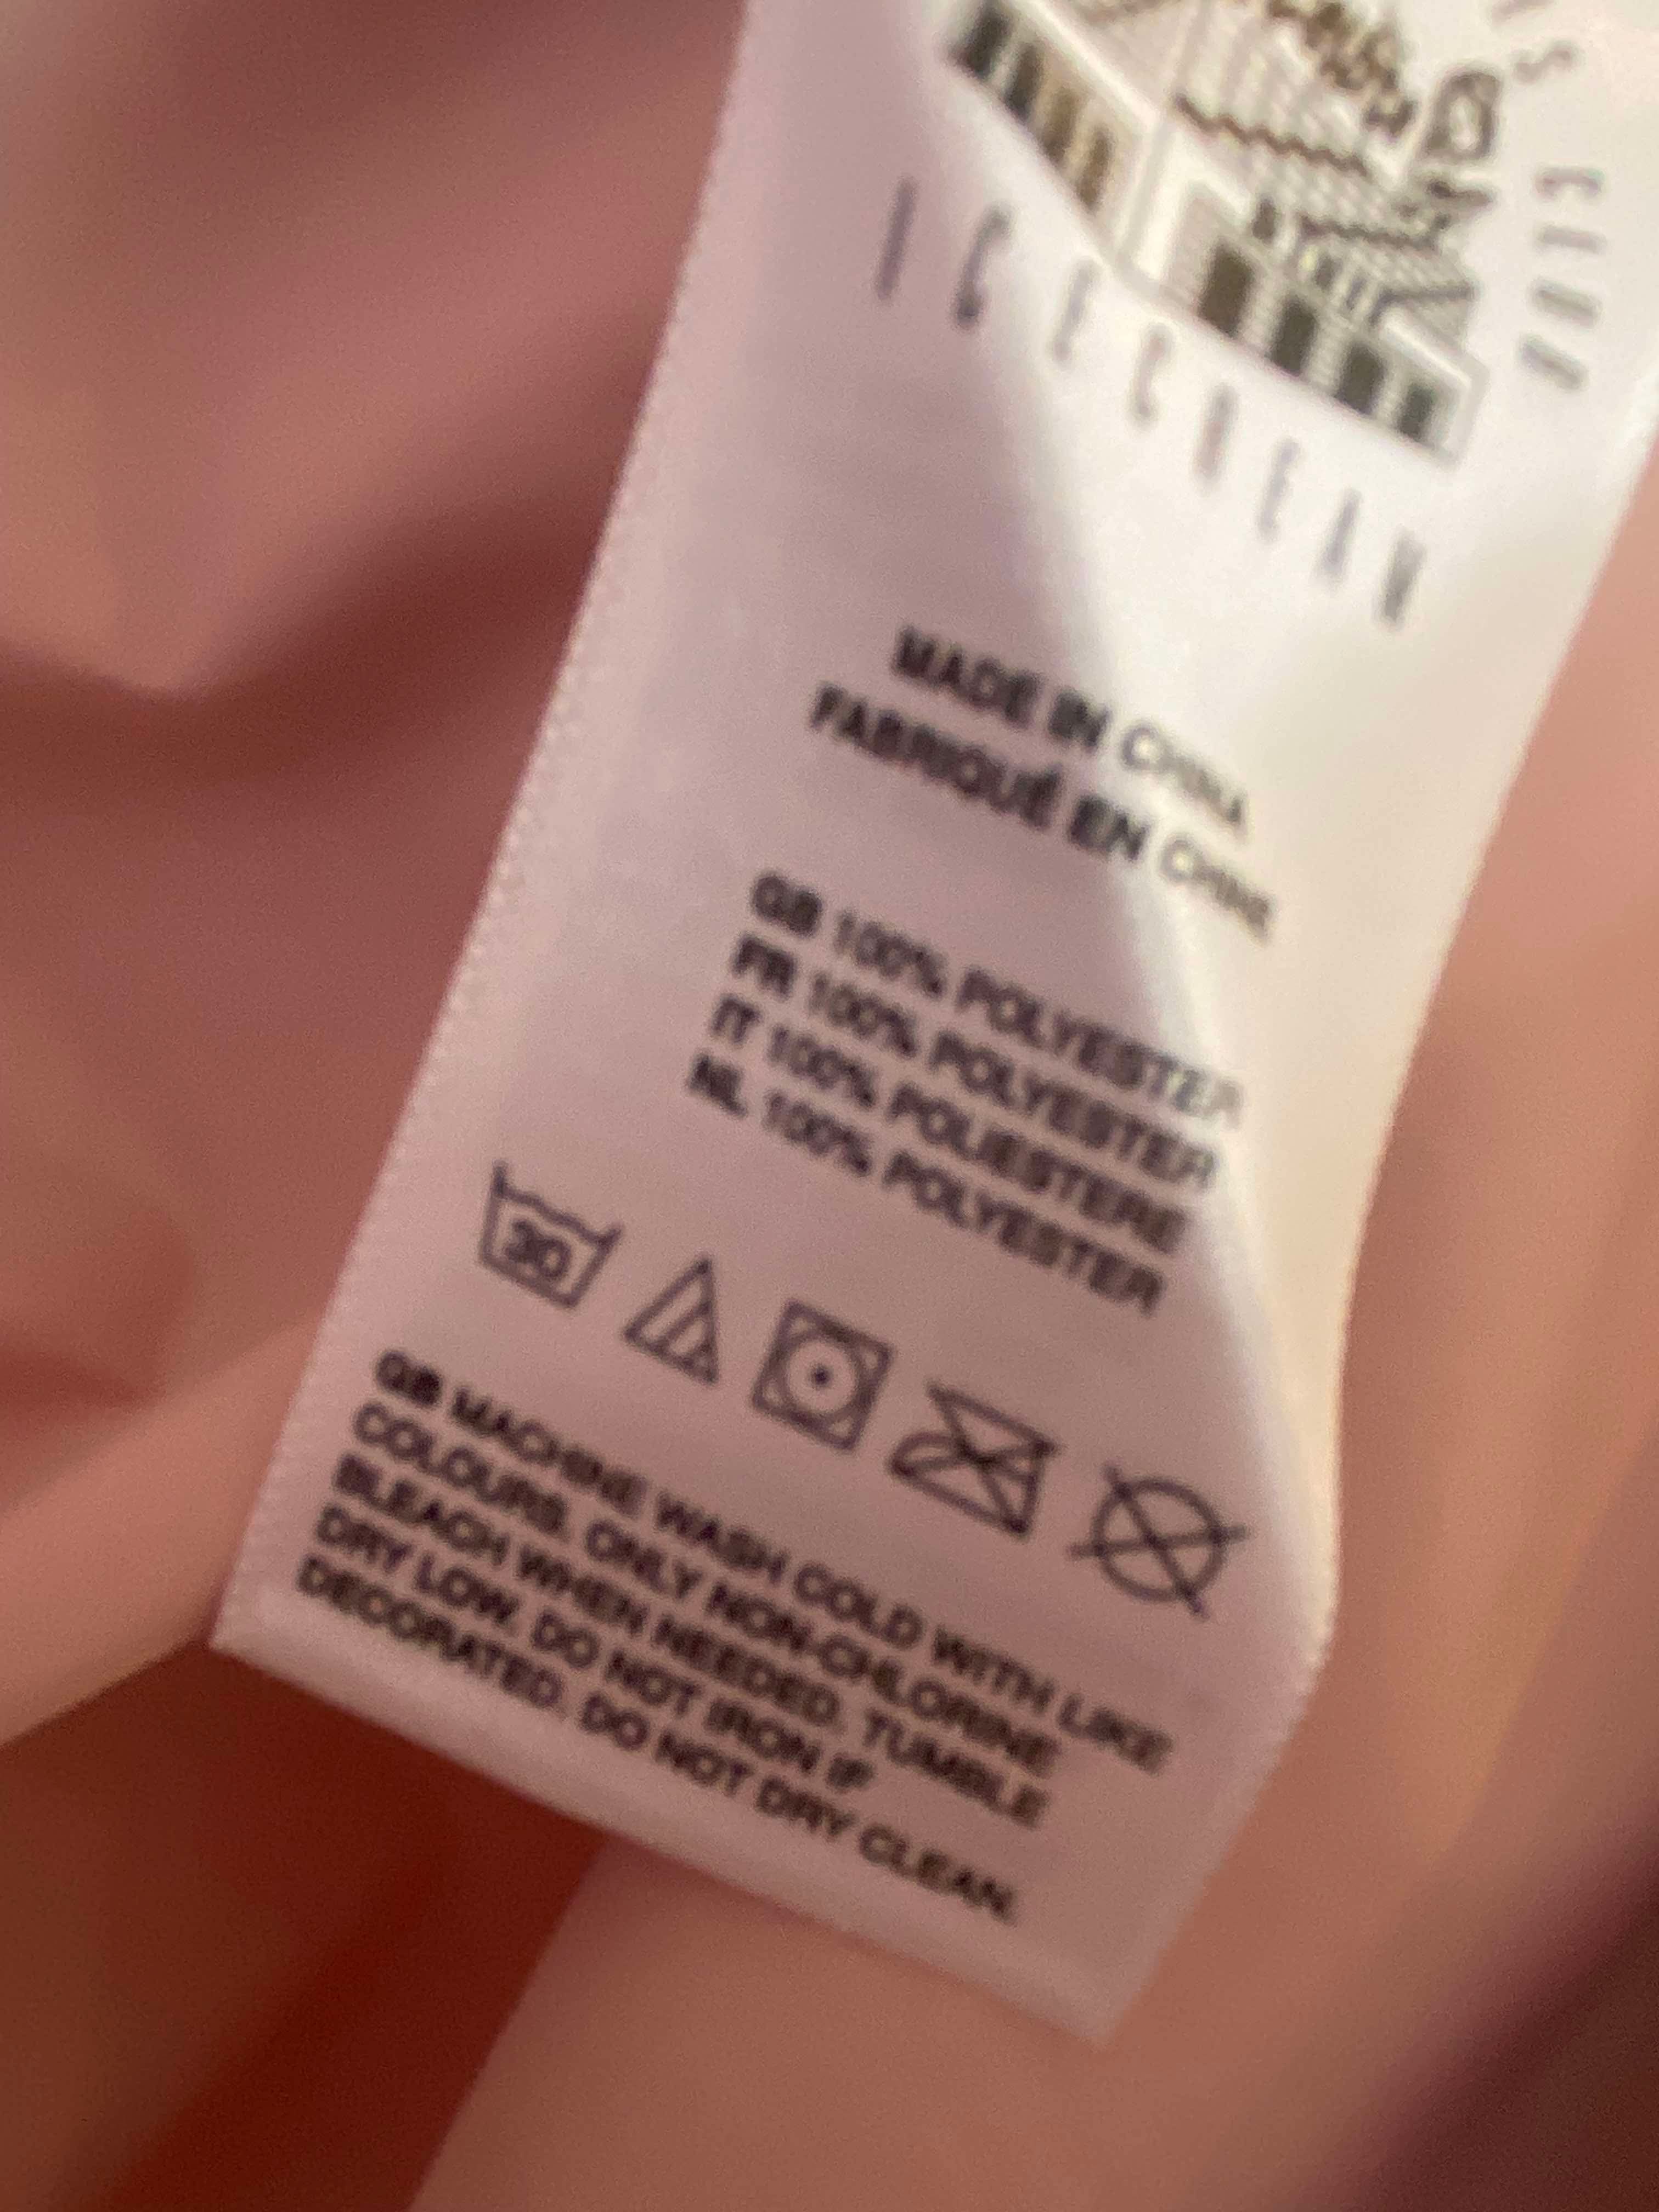 ICECREAM
MADE IN CHINA
FABRIQUÉ EN CHINE
GB 100% POLYESTER
FR 100% POLYESTER
IT 100% POLIESTERE
NL 100% POLYESTER
30
GB MACHINE WASH COLD WITH LIKE
COLOURS. ONLY NON-CHLORINE
BLEACH WHEN NEEDED. TUMBLE
DRY LOW. DO NOT IRON IF
DECORATED. DO NOT DRY CLEAN.